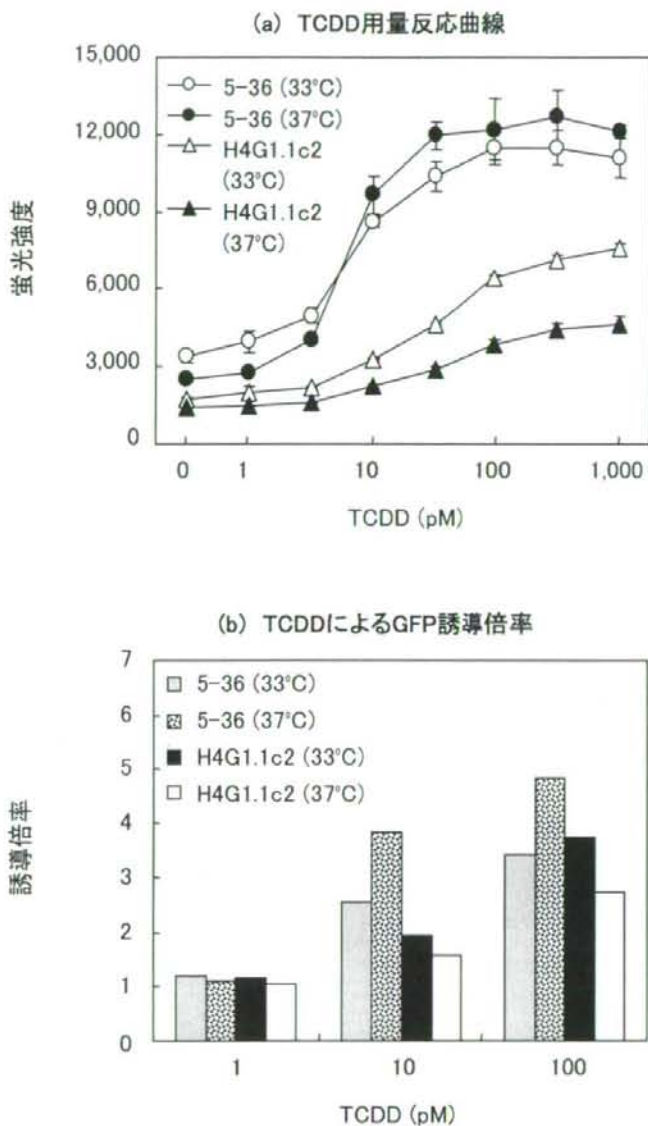 (a) TCDD用量反応曲線
15,000
12,000
9,000
6,000
3,000
0
蛍光強度
5-36 (33℃)
5-36 (37℃)
H4G1.1c2
(33℃)
H4G1.1c2
(37℃)
0 1 10 100 1,000
TCDD (pM)
(b) TCDDによるGFP誘導倍率
7
6
5
4
3
2
1
0
誘導倍率
5-36 (33℃)
5-36 (37℃)
H4G1.1c2 (33℃)
H4G1.1c2 (37℃)
1 10 100
TCDD (pM)